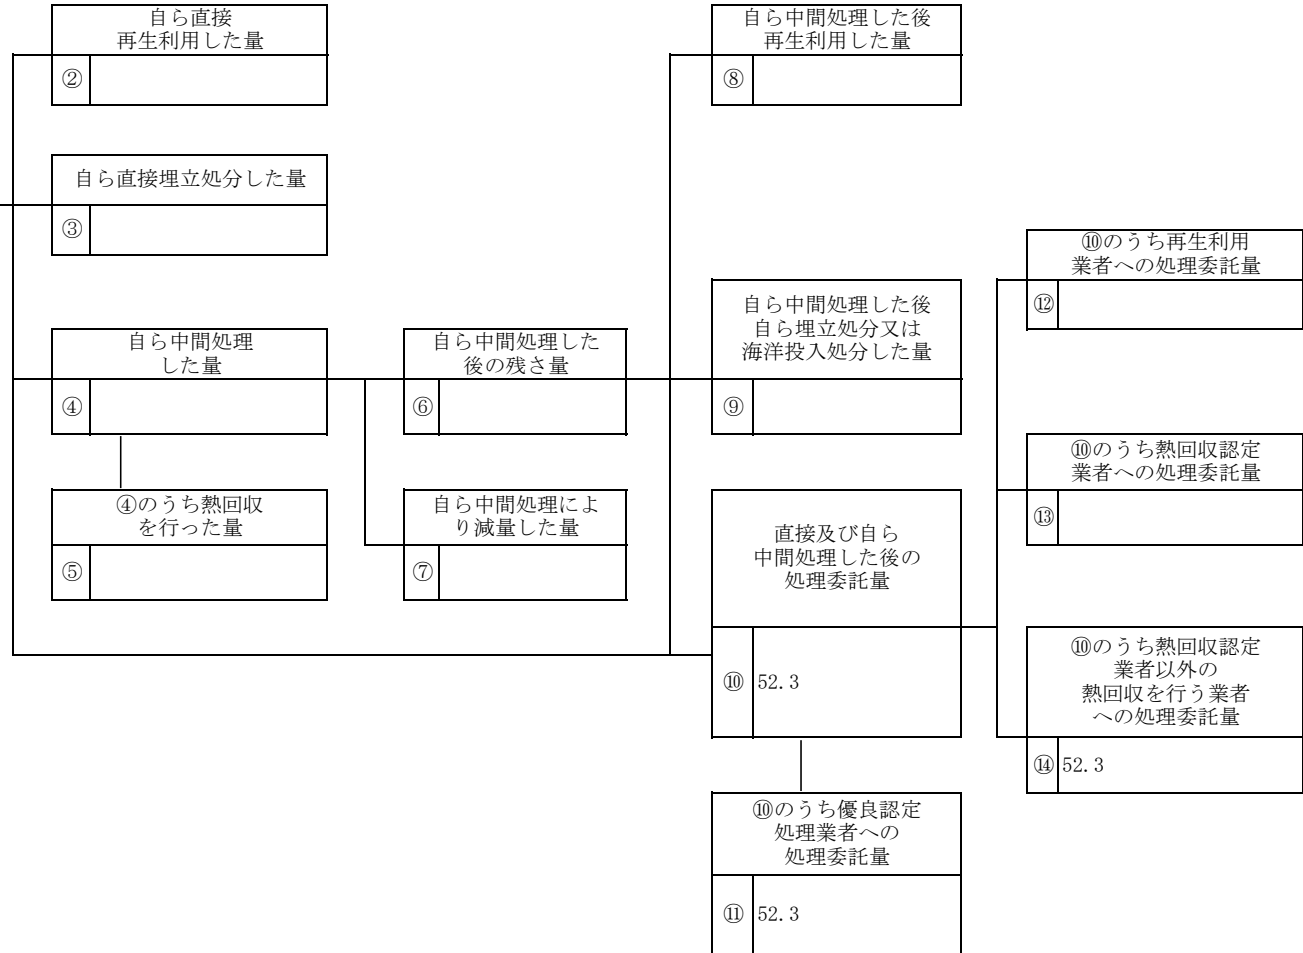 自ら直接
再生利用した量
②
自ら中間処理した後
再生利用した量
⑧
自ら直接埋立処分した量
③
⑩のうち再生利用
業者への処理委託量
⑫
自ら中間処理
した量
④
自ら中間処理した
後の残さ量
⑥
自ら中間処理した後
自ら埋立処分又は
海洋投入処分した量
⑨
⑩のうち熱回収認定
業者への処理委託量
⑬
④のうち熱回収
を行った量
⑤
自ら中間処理によ
り減量した量
⑦
直接及び自ら
中間処理した後の
処理委託量
⑩ 52.3
⑩のうち熱回収認定
業者以外の
熱回収を行う業者
への処理委託量
⑭ 52.3
⑩のうち優良認定
処理業者への
処理委託量
⑪ 52.3